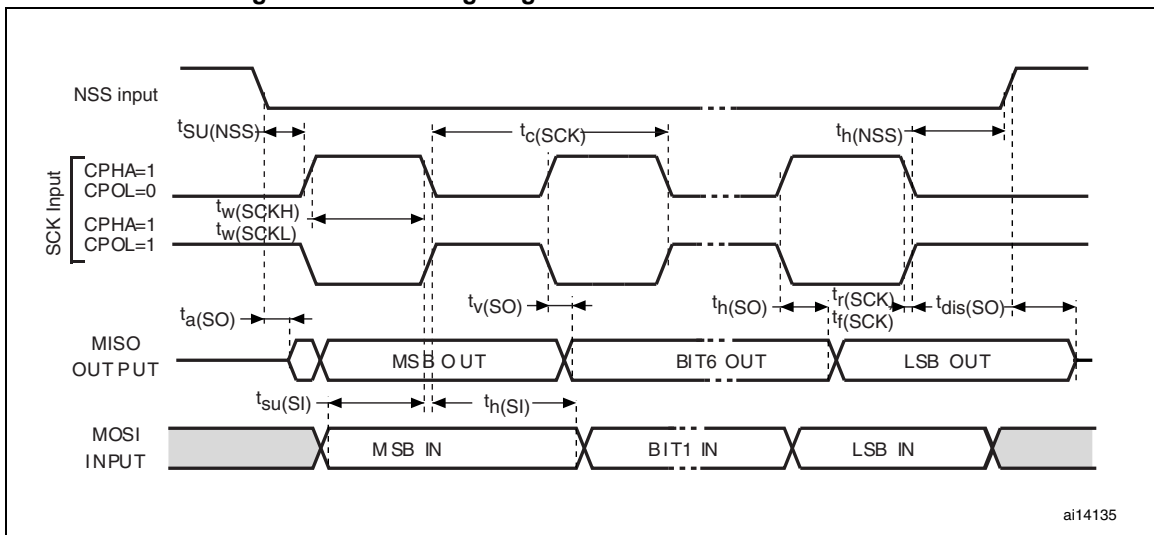 NSS input
tSU(NSS)
tc(SCK)
th(NSS)
SCK Input
CPHA=1
CPOL=0
tw(SCKH)
CPHA=1
tw(SCKL)
CPOL=1
ta(SO)
tv(SO)
th(SO)
tr(SCK)
tf(SCK)
tdis(SO)
MISO
OUTPUT
MSB OUT
BIT6 OUT
LSB OUT
tsu(SI)
th(SI)
MOSI
INPUT
MSB IN
BIT1 IN
LSB IN
ai14135